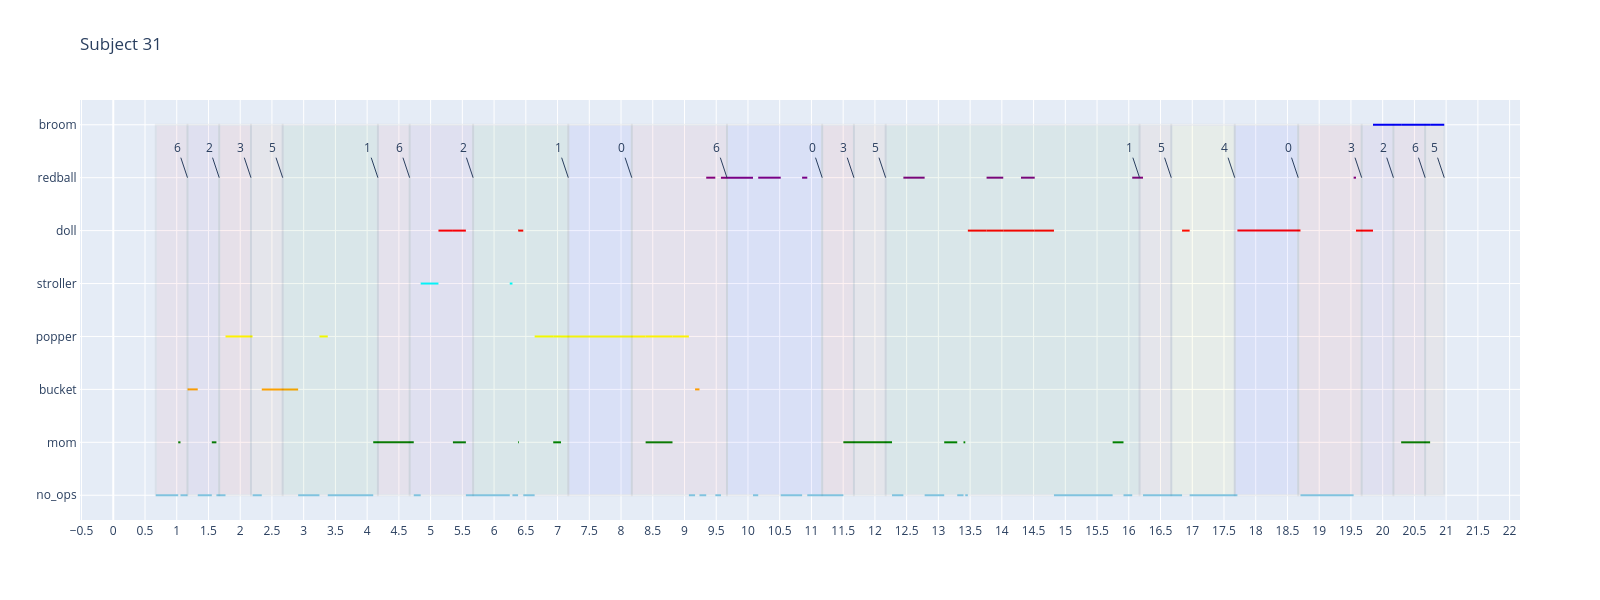 Subject 31
broom
6 2 3 5 1 6 2 1 0 6 0 3 5 1 5 4 0 3 2 6 5
redball
doll
stroller
popper
bucket
mom
no_ops
−0.5 0 0.5 1 1.5 2 2.5 3 3.5 4 4.5 5 5.5 6 6.5 7 7.5 8 8.5 9 9.5 10 10.5 11 11.5 12 12.5 13 13.5 14 14.5 15 15.5 16 16.5 17 17.5 18 18.5 19 19.5 20 20.5 21 21.5 22